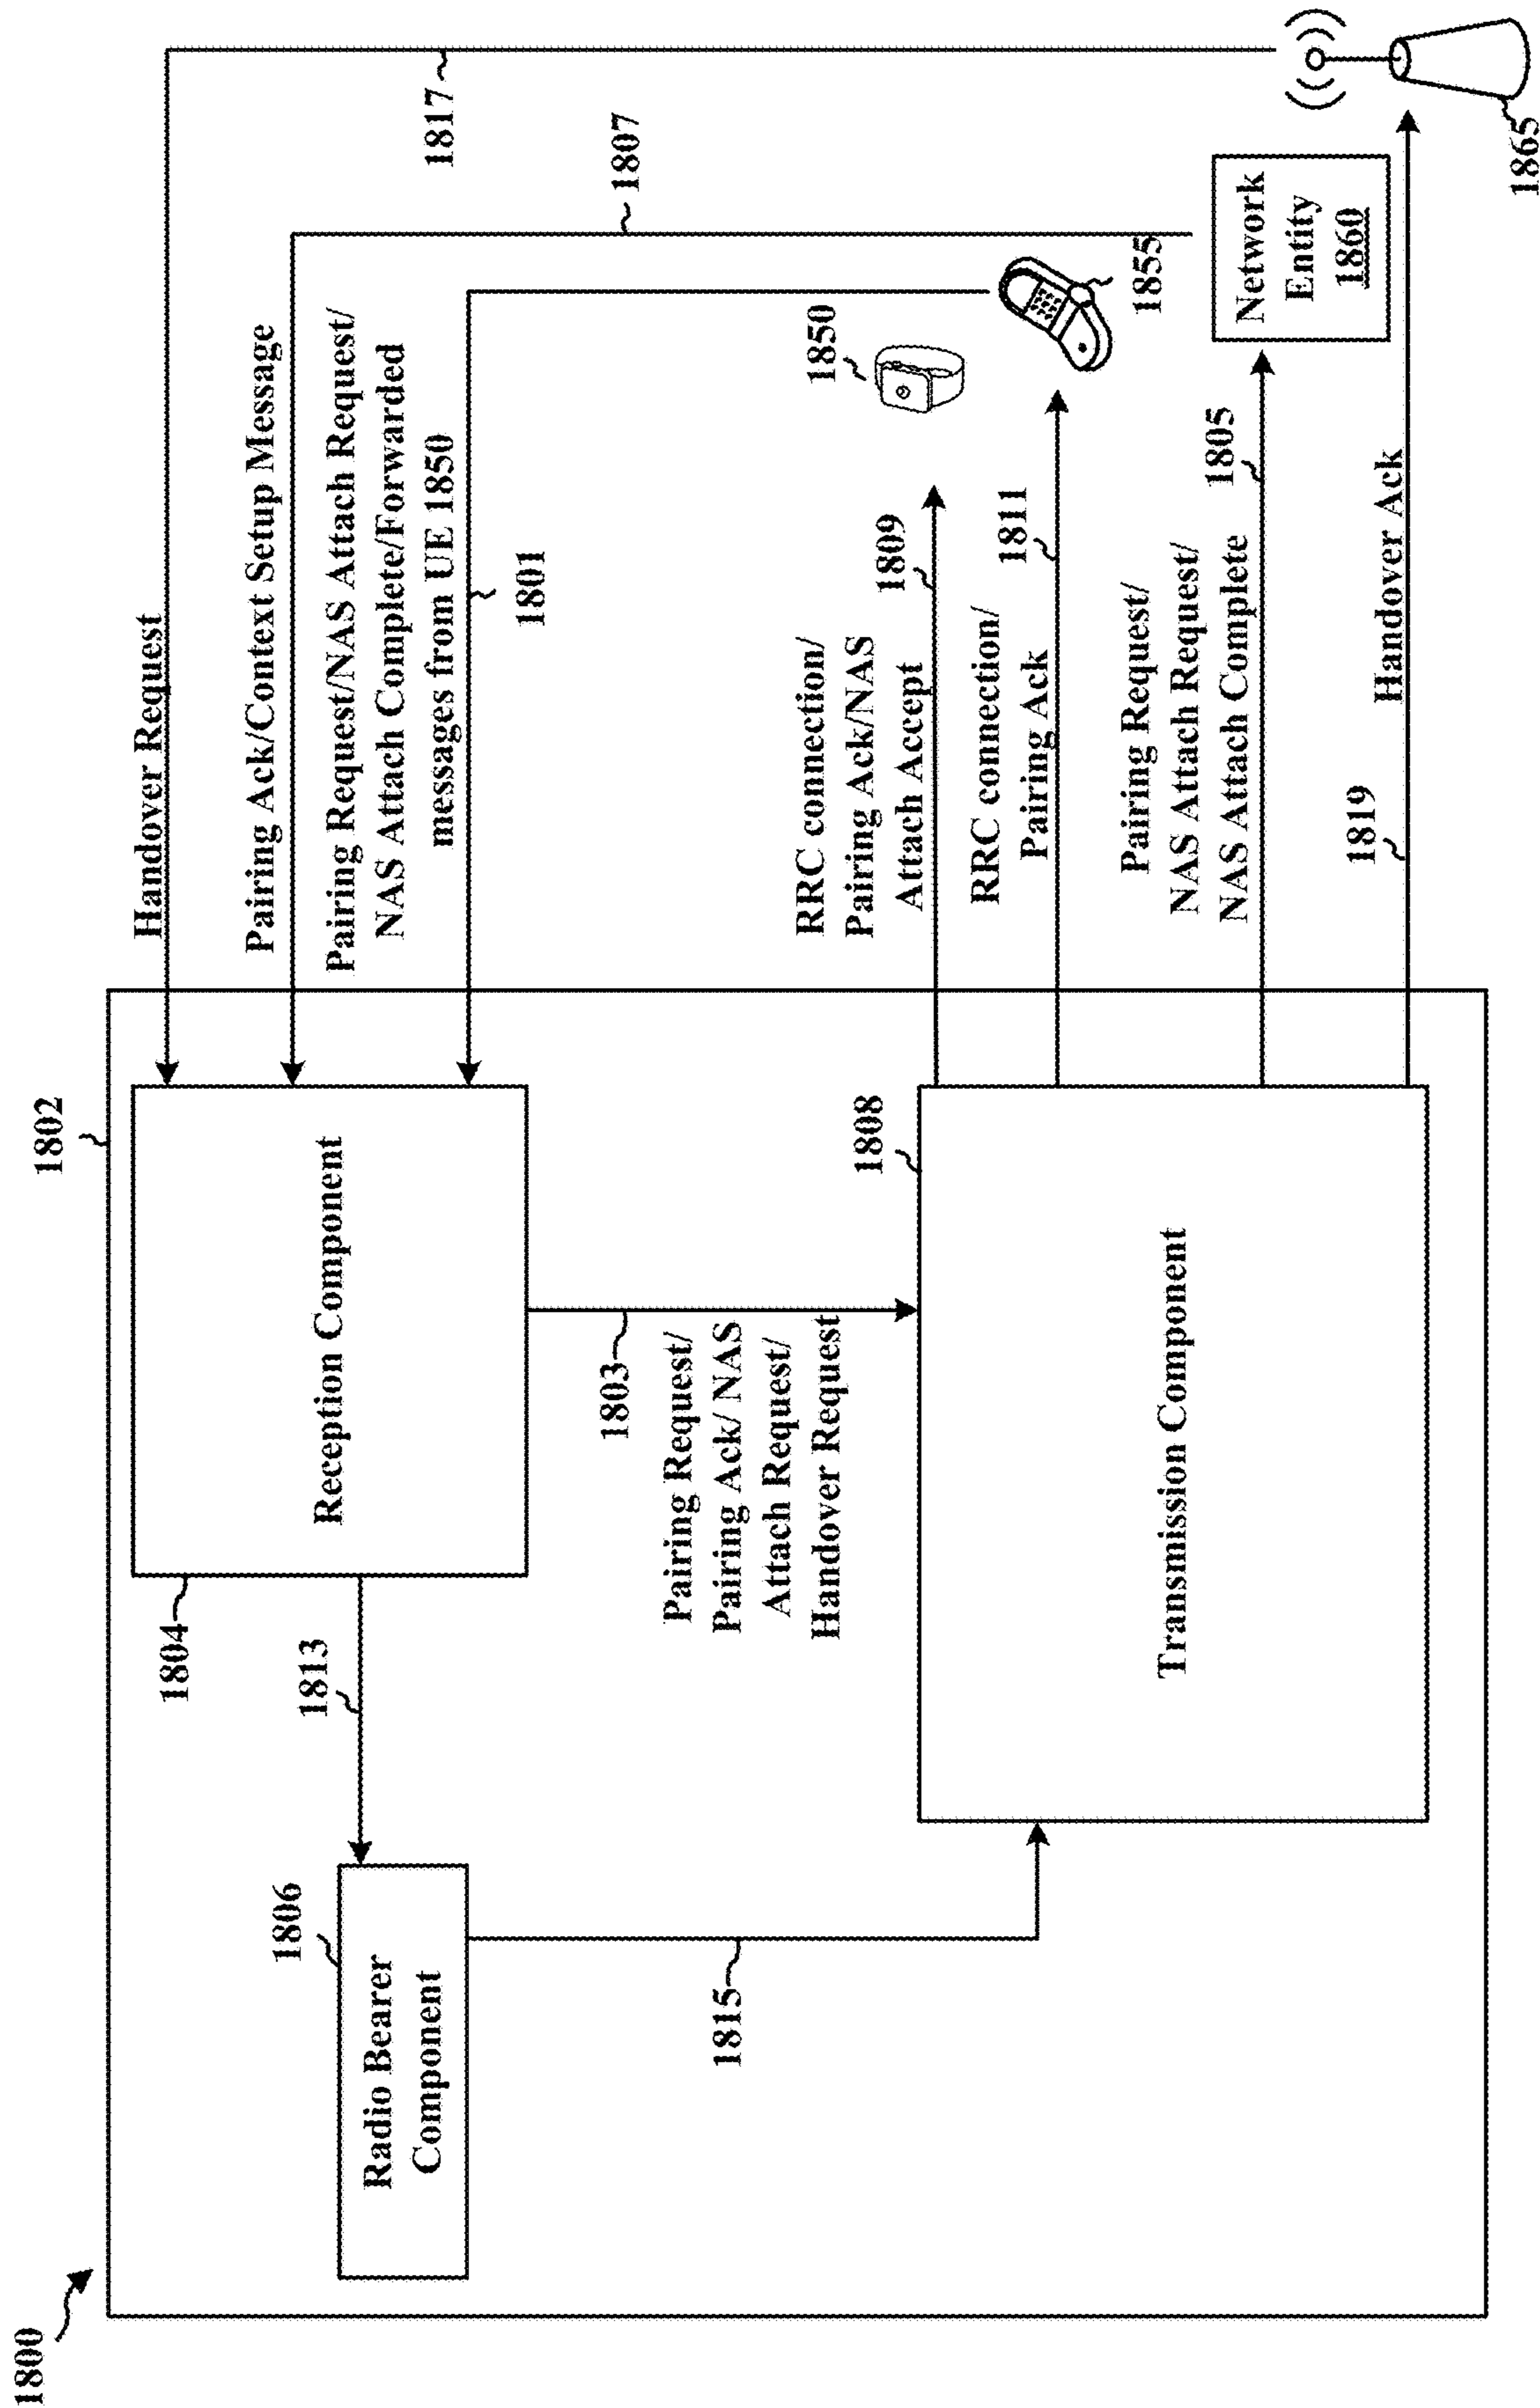 1800
1802
Handover Request
1817
Pairing Ack/Context Setup Message
1807
Pairing Request/NAS Attach Request/
NAS Attach Complete/Forwarded
messages from UE 1850
1801
1804
Reception Component
1813
1806
Radio Bearer
Component
1803
Pairing Request/
Pairing Ack/ NAS
Attach Request/
Handover Request
1815
1808
Transmission Component
RRC connection/
Pairing Ack/NAS
Attach Accept
1809
1850
RRC connection/
Pairing Ack
1811
1855
Pairing Request/
NAS Attach Request/
NAS Attach Complete
1805
Network
Entity
1860
1819
Handover Ack
1865